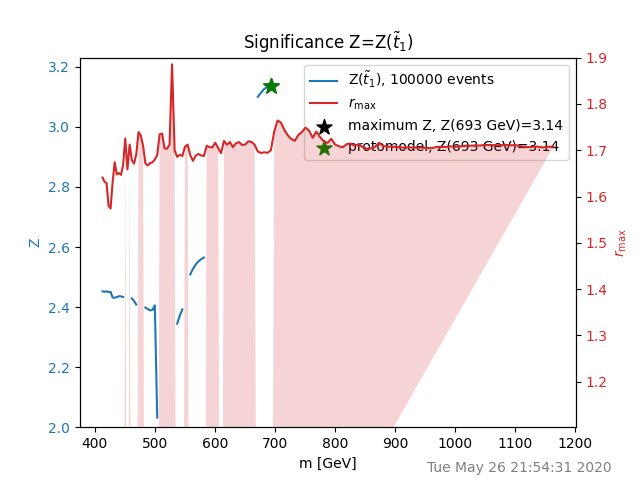 Significance Z=Z(t̃₁)
Z(t̃₁), 100000 events
r_max
maximum Z, Z(693 GeV)=3.14
protomodel, Z(693 GeV)=3.14
Z
3.2
3.0
2.8
2.6
2.4
2.2
2.0
1.9
1.8
1.7
1.6
1.5
1.4
1.3
1.2
r_max
400 500 600 700 800 900 1000 1100 1200
m [GeV]
Tue May 26 21:54:31 2020